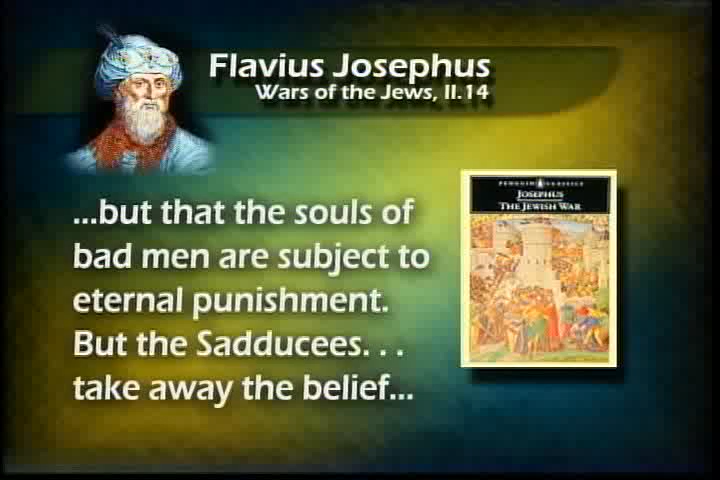 Flavius Josephus
Wars of the Jews, II.14
...but that the souls of
bad men are subject to
eternal punishment.
But the Sadducees. . .
take away the belief...
PENGUIN CLASSICS
JOSEPHUS
THE JEWISH WAR